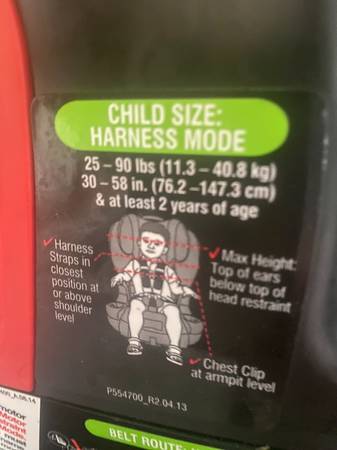 CHILD SIZE:
HARNESS MODE
25 – 90 lbs (11.3 – 40.8 kg)
30 – 58 in. (76.2 –147.3 cm)
& at least 2 years of age
Harness
Straps in
closest
position at
or above
shoulder
level
Max Height:
Top of ears
below top of
head restraint
Chest Clip
at armpit level
P554700_R2.04.13
BELT ROUTE: